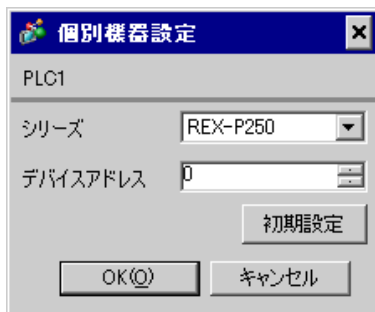 個別機器設定
PLC1
シリーズ REX-P250
デバイスアドレス 0
初期設定
OK(O) キャンセル